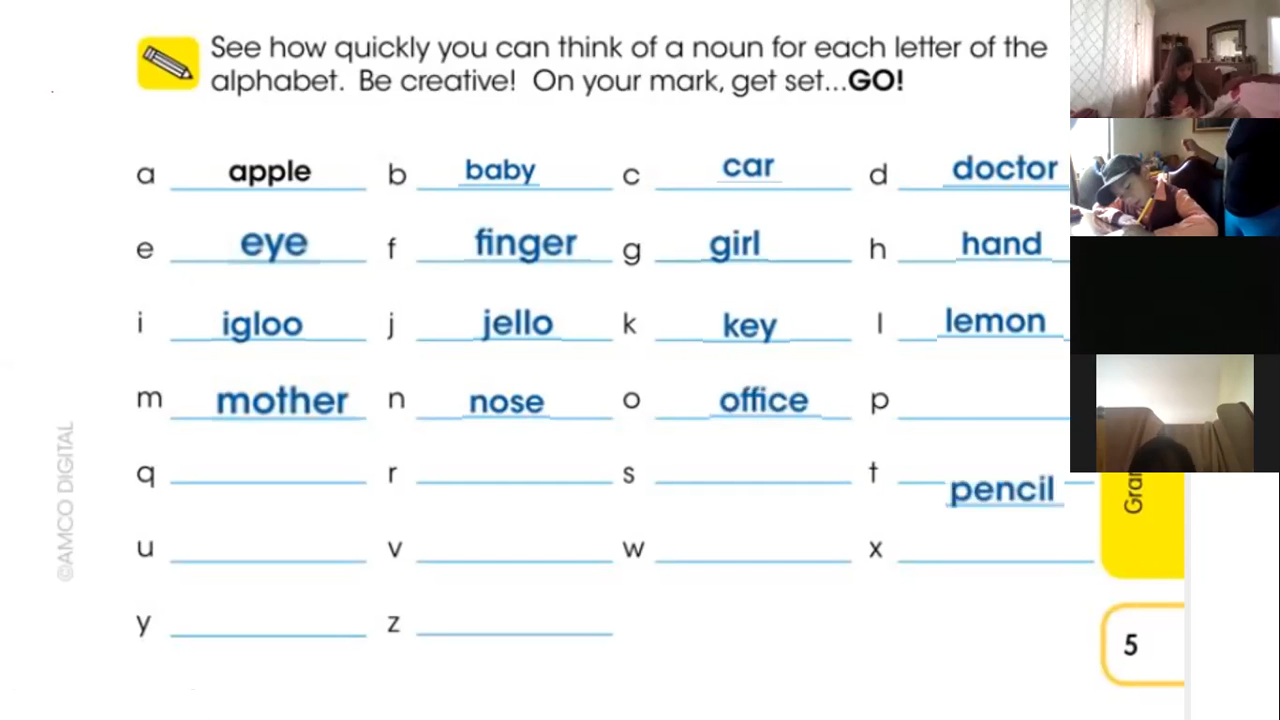 See how quickly you can think of a noun for each letter of the
alphabet. Be creative! On your mark, get set...GO!
a apple b baby c car d doctor
e eye f finger g girl h hand
i igloo j jello k key l lemon
m mother n nose o office p
q r s t pencil
u v w x
y z
©AMCO DIGITAL
5